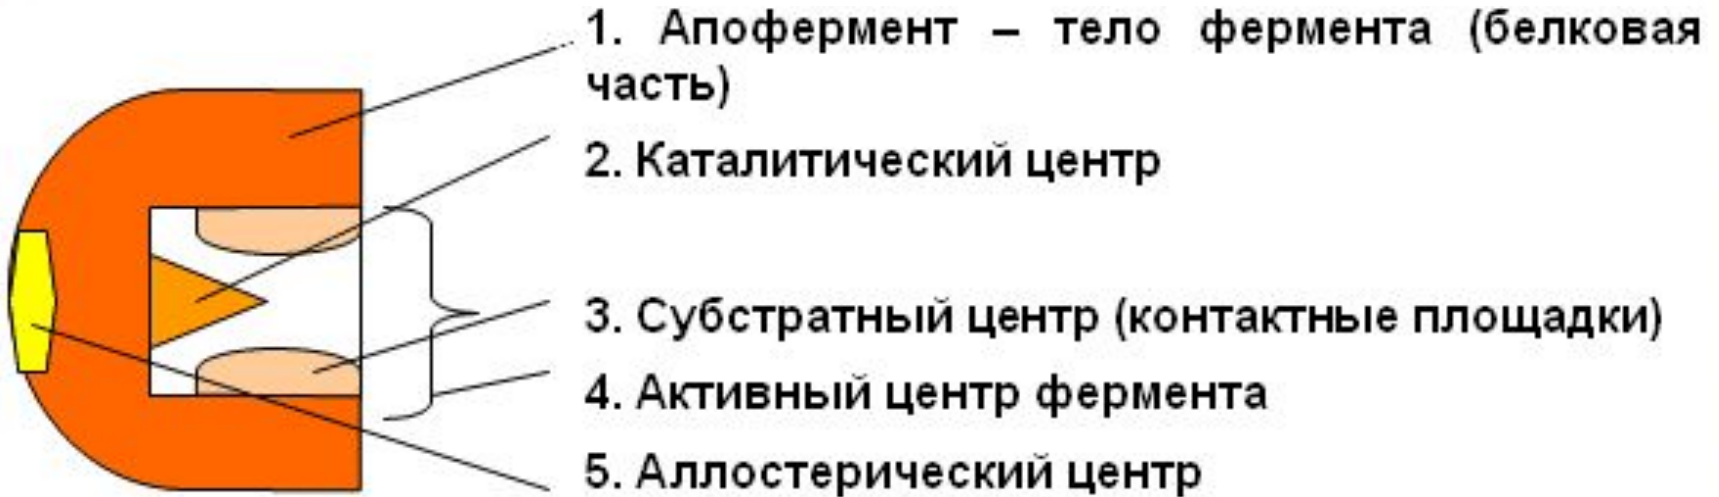 1. Апофермент – тело фермента (белковая
часть)
2. Каталитический центр
3. Субстратный центр (контактные площадки)
4. Активный центр фермента
5. Аллостерический центр